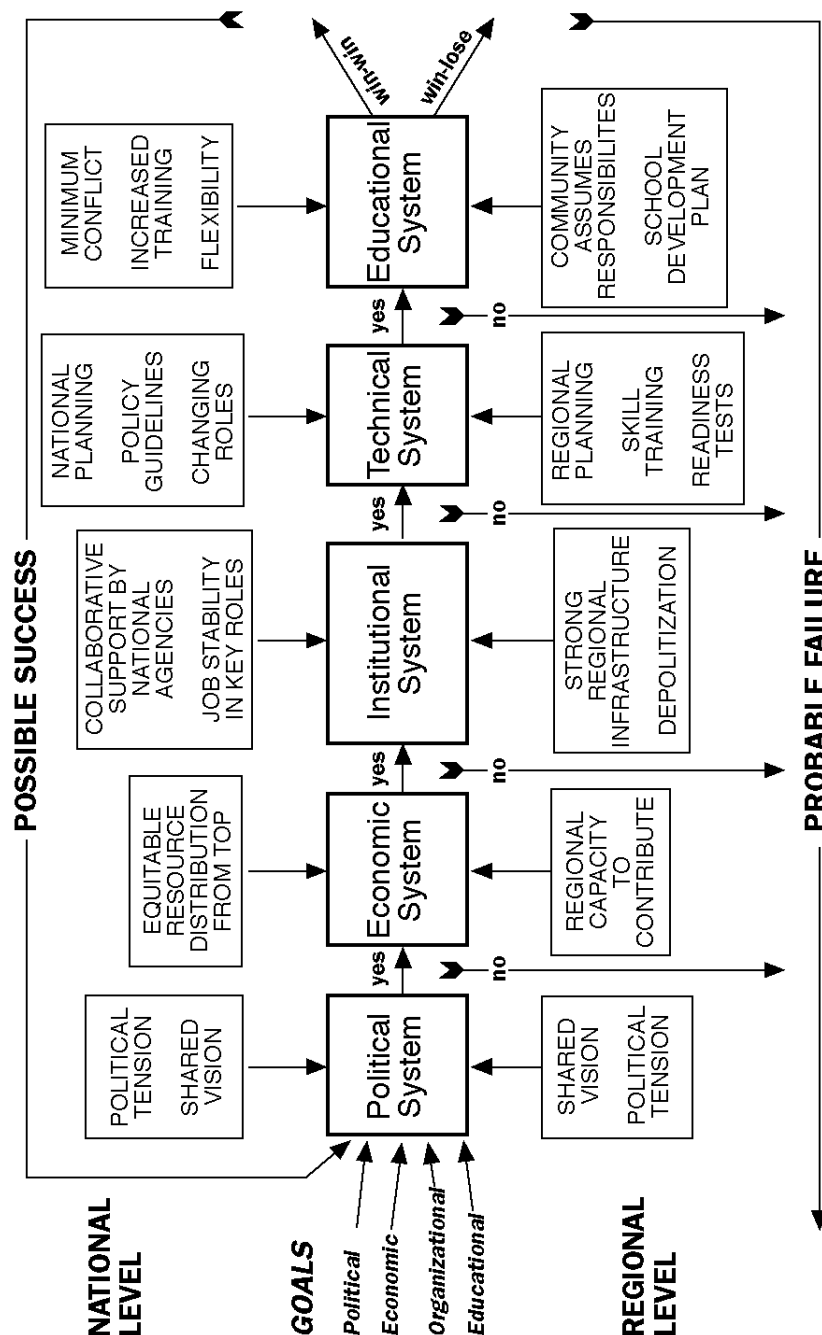 POSSIBLE SUCCESS
NATIONAL
LEVEL
POLITICAL
TENSION
SHARED
VISION
EQUITABLE
RESOURCE
DISTRIBUTION
FROM TOP
COLLABORATIVE
SUPPORT BY
NATIONAL
AGENCIES
JOB STABILITY
IN KEY ROLES
NATIONAL
PLANNING
POLICY
GUIDELINES
CHANGING
ROLES
MINIMUM
CONFLICT
INCREASED
TRAINING
FLEXIBILITY
GOALS
Political
Economic
Organizational
Educational
Political
System
yes
no
Economic
System
yes
no
Institutional
System
yes
no
Technical
System
yes
no
Educational
System
win-win
win-lose
REGIONAL
LEVEL
SHARED
VISION
POLITICAL
TENSION
REGIONAL
CAPACITY
TO
CONTRIBUTE
STRONG
REGIONAL
INFRASTRUCTURE
DEPOLITIZATION
REGIONAL
PLANNING
SKILL
TRAINING
READINESS
TESTS
COMMUNITY
ASSUMES
RESPONSIBILITES
SCHOOL
DEVELOPMENT
PLAN
PROBABLE FAILURE